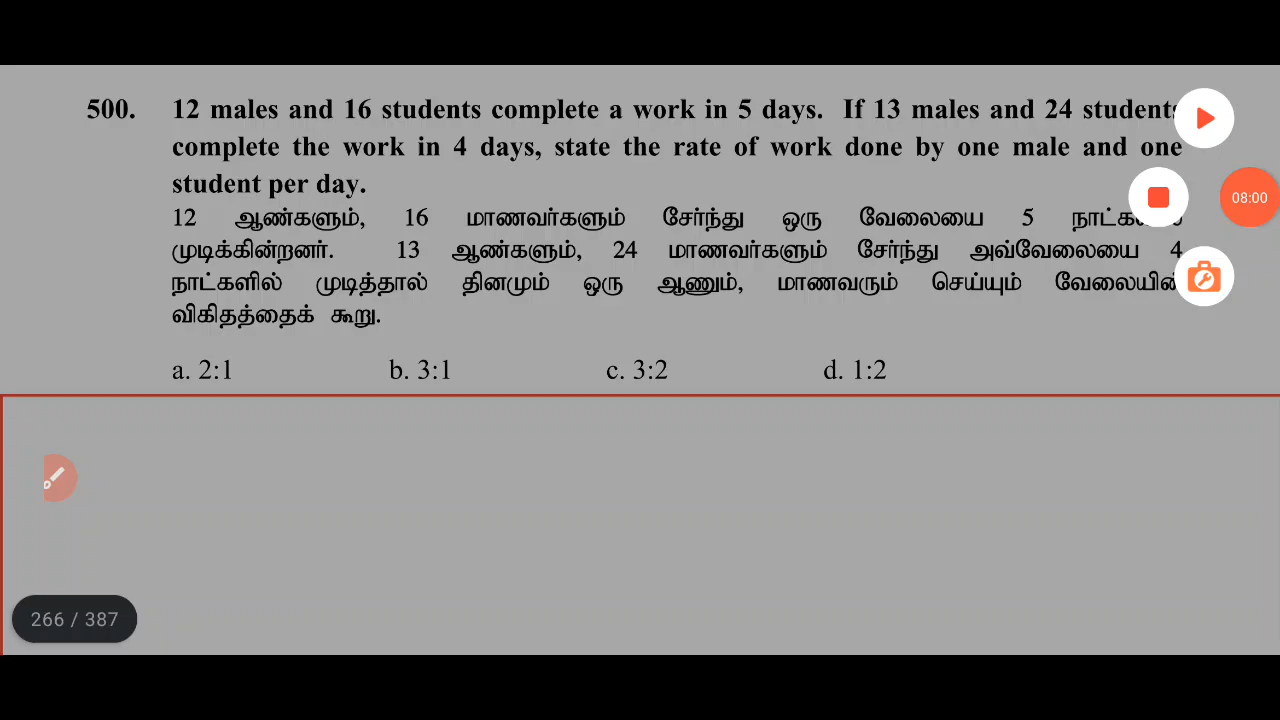 500. 12 males and 16 students complete a work in 5 days. If 13 males and 24 students
complete the work in 4 days, state the rate of work done by one male and one
student per day.
12 ஆண்களும், 16 மாணவர்களும் சேர்ந்து ஒரு வேலையை 5
முடிக்கின்றனர். 13 ஆண்களும், 24 மாணவர்களும் சேர்ந்து அவ்வேலையை 4
நாட்களில் முடித்தால் தினமும் ஒரு ஆணும், மாணவரும் செய்யும் வேலையின்
விகிதத்தைக் கூறு.
a. 2:1 b. 3:1 c. 3:2 d. 1:2
08:00
266 / 387